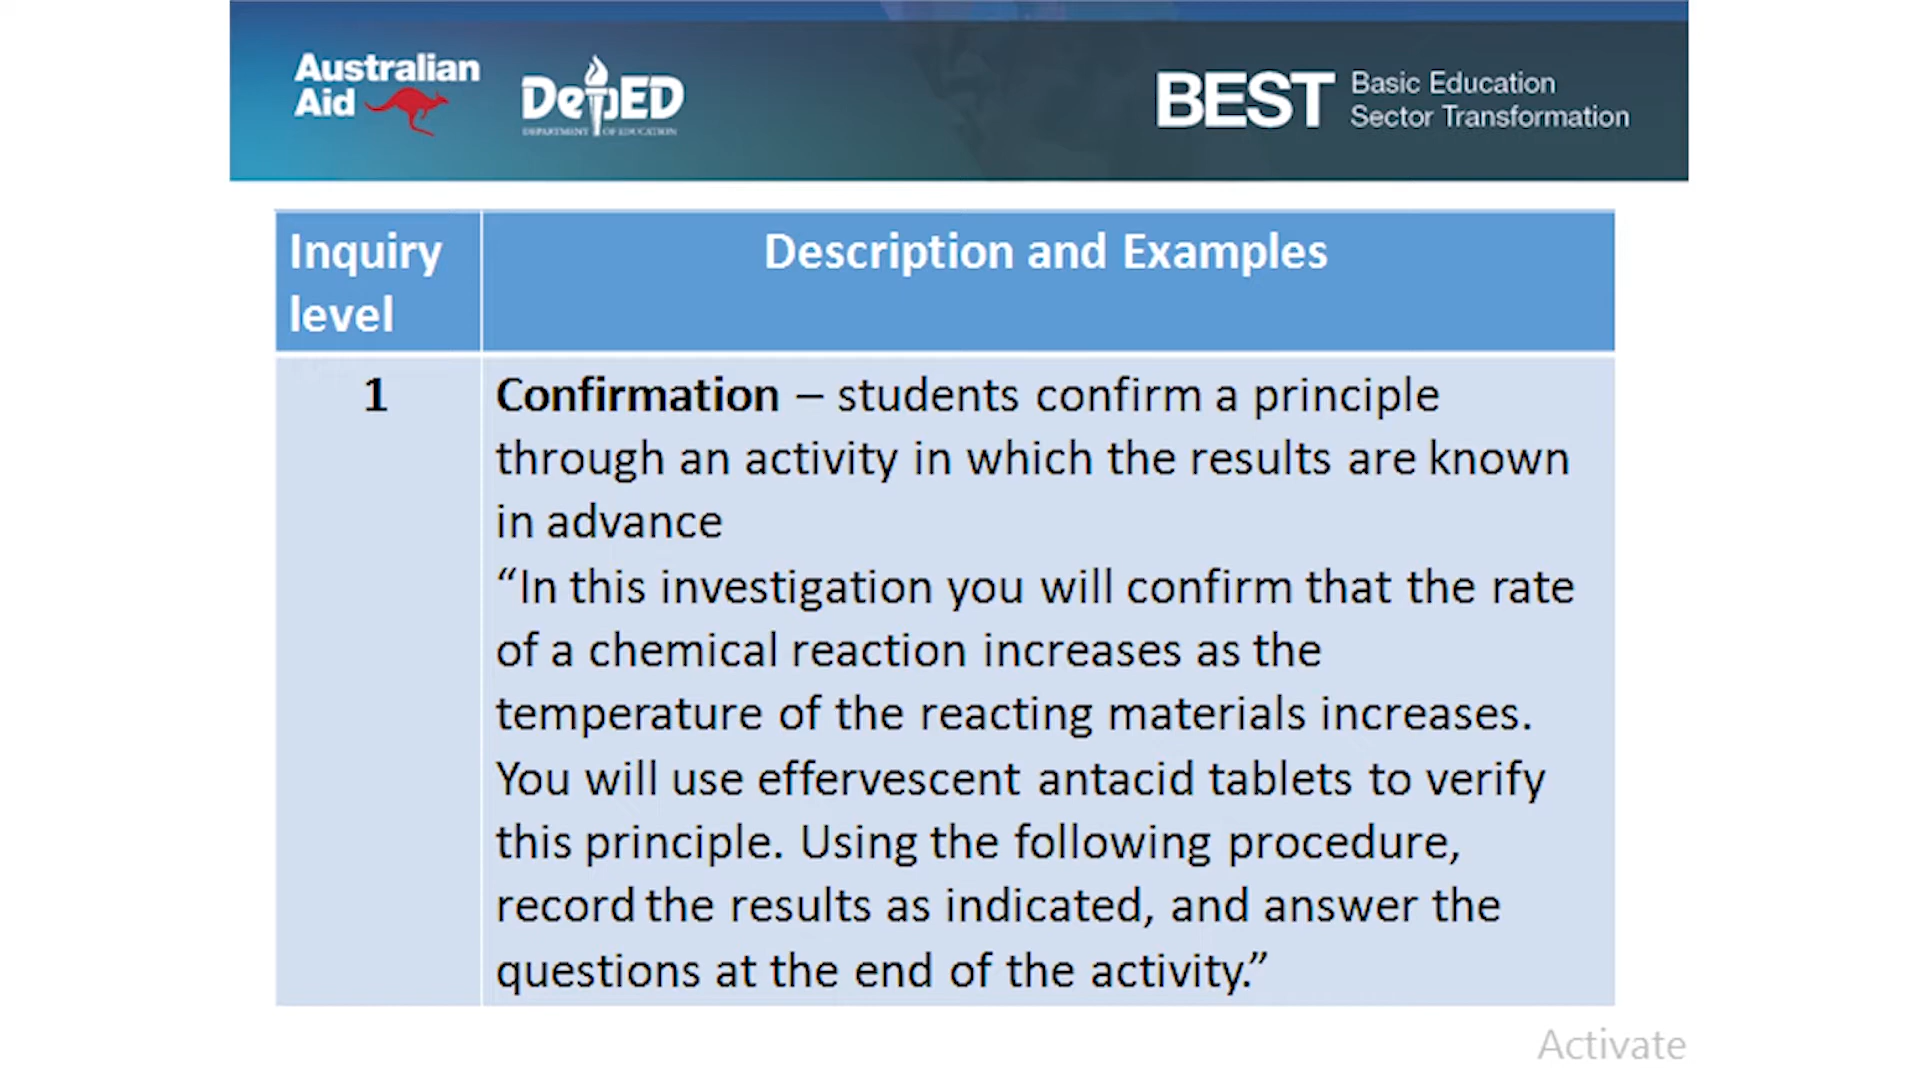 Australian
Aid
DepED
DEPARTMENT OF EDUCATION
BEST
Basic Education
Sector Transformation
Inquiry
level
Description and Examples
1
Confirmation – students confirm a principle
through an activity in which the results are known
in advance
“In this investigation you will confirm that the rate
of a chemical reaction increases as the
temperature of the reacting materials increases.
You will use effervescent antacid tablets to verify
this principle. Using the following procedure,
record the results as indicated, and answer the
questions at the end of the activity.”
Activate